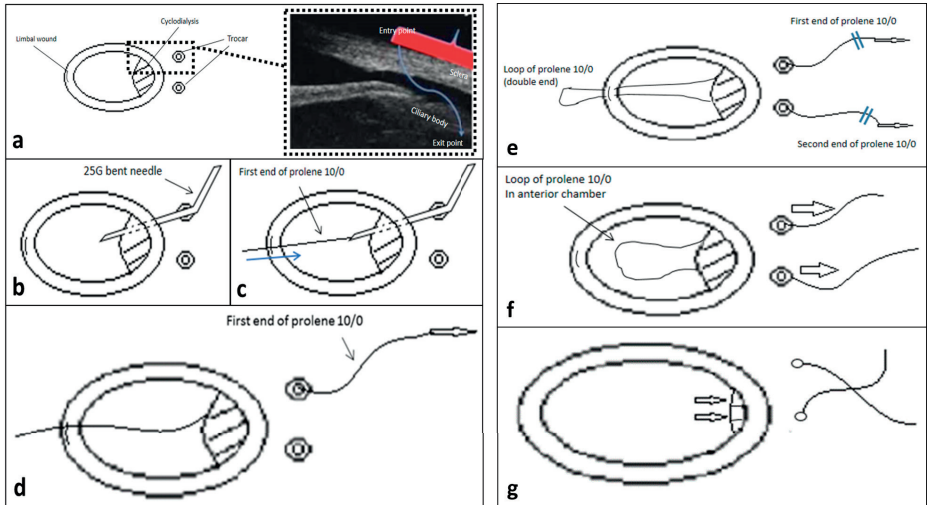 Cyclodialysis
Limbal wound
Trocar
Entry point
Sclera
Ciliary body
Exit point
a
25G bent needle
b
First end of prolene 10/0
c
First end of prolene 10/0
d
First end of prolene 10/0
Loop of prolene 10/0
(double end)
Second end of prolene 10/0
e
Loop of prolene 10/0
In anterior chamber
f
g